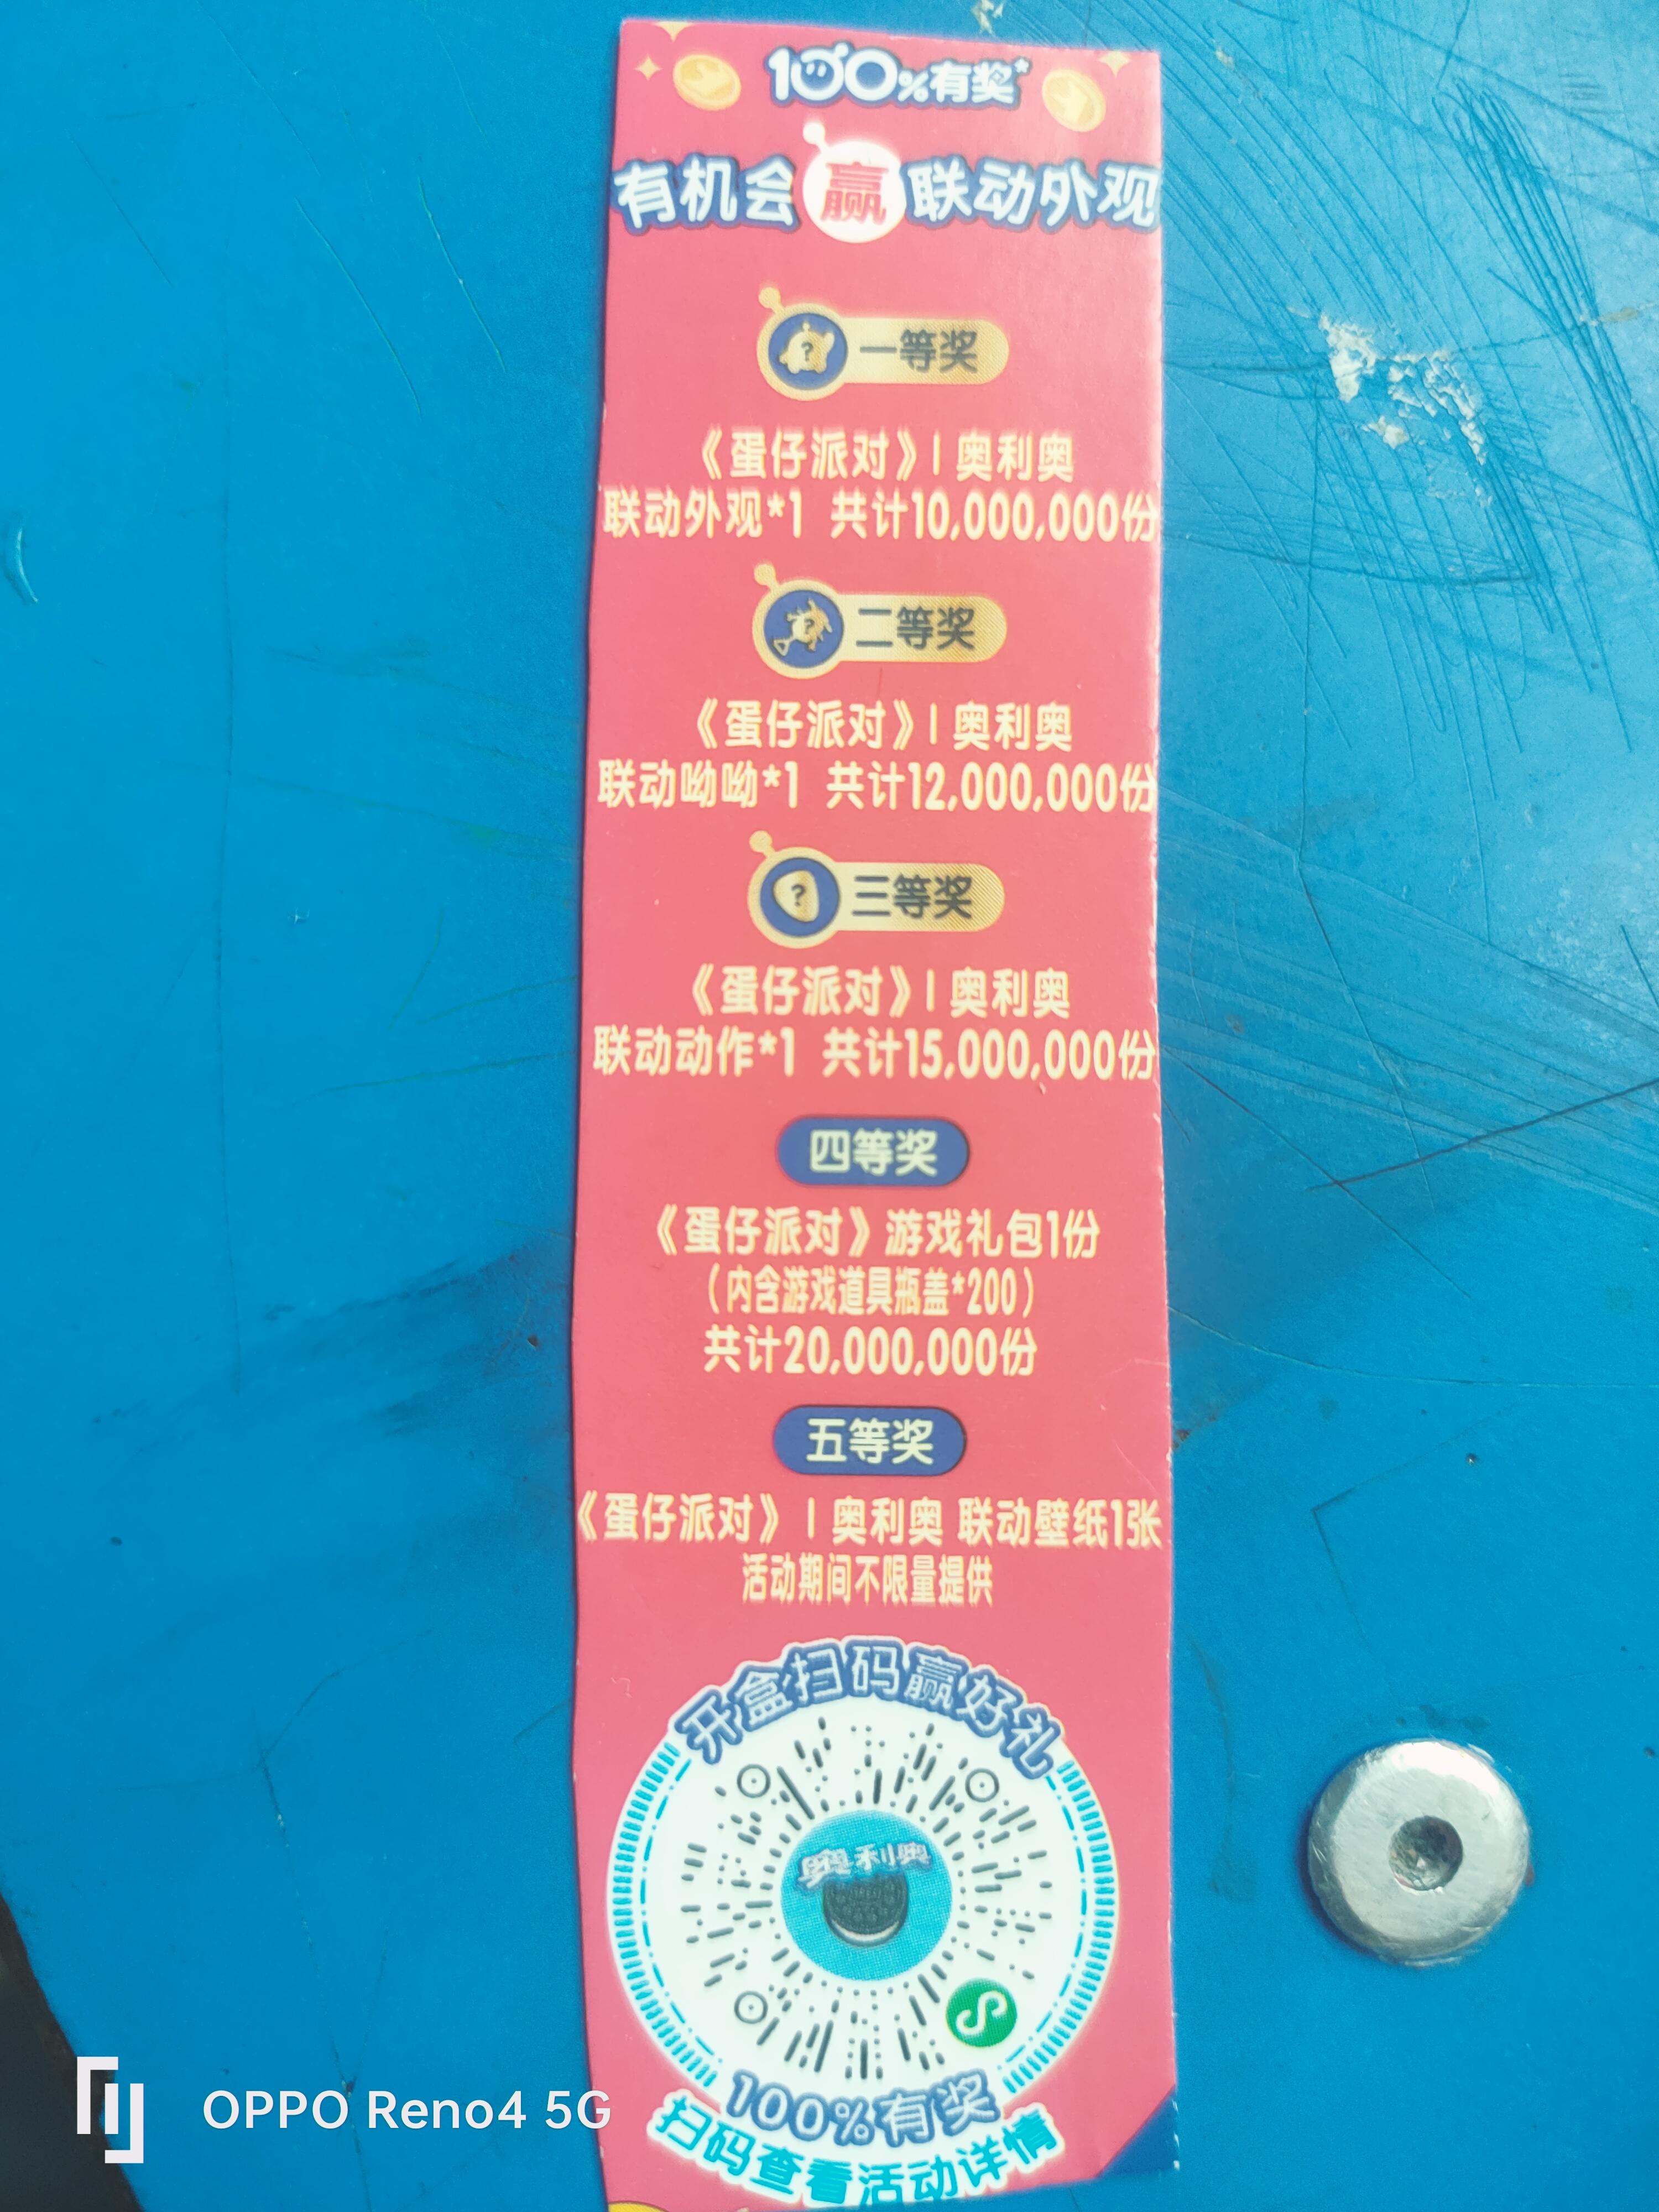 100%有奖*
有机会赢联动外观
一等奖
《蛋仔派对》| 奥利奥
联动外观*1 共计10,000,000份
二等奖
《蛋仔派对》| 奥利奥
联动呦呦*1 共计12,000,000份
三等奖
《蛋仔派对》| 奥利奥
联动动作*1 共计15,000,000份
四等奖
《蛋仔派对》游戏礼包1份
(内含游戏道具瓶盖*200)
共计20,000,000份
五等奖
《蛋仔派对》| 奥利奥 联动壁纸1张
活动期间不限量提供
开盒扫码赢好礼
奥利奥
100%有奖
扫码查看活动详情
OPPO Reno4 5G